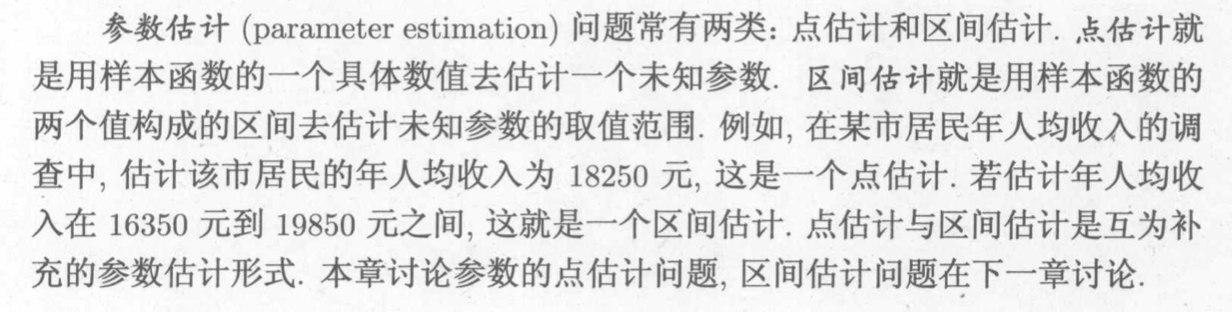 参数估计 (parameter estimation) 问题常有两类: 点估计和区间估计. 点估计就
是用样本函数的一个具体数值去估计一个未知参数. 区间估计就是用样本函数的
两个值构成的区间去估计未知参数的取值范围. 例如, 在某市居民年人均收入的调
查中, 估计该市居民的年人均收入为 18250 元, 这是一个点估计. 若估计年人均收
入在 16350 元到 19850 元之间, 这就是一个区间估计. 点估计与区间估计是互为补
充的参数估计形式. 本章讨论参数的点估计问题, 区间估计问题在下一章讨论.